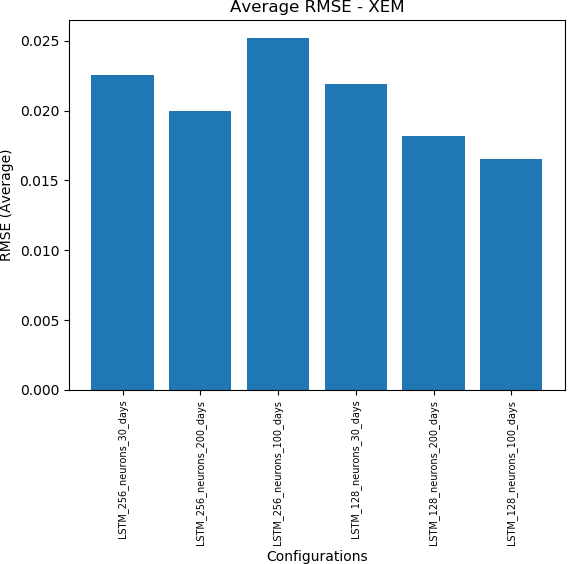 Average RMSE - XEM
RMSE (Average)
0.025
0.020
0.015
0.010
0.005
0.000
LSTM_256_neurons_30_days
LSTM_256_neurons_200_days
LSTM_256_neurons_100_days
LSTM_128_neurons_30_days
LSTM_128_neurons_200_days
LSTM_128_neurons_100_days
Configurations